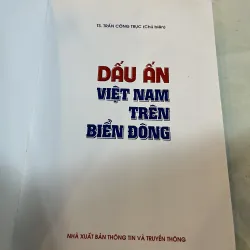 TS. TRẦN CÔNG TRỤC (Chủ biên)
DẤU ẤN
VIỆT NAM
TRÊN
BIỂN ĐÔNG
NHÀ XUẤT BẢN THÔNG TIN VÀ TRUYỀN THÔNG